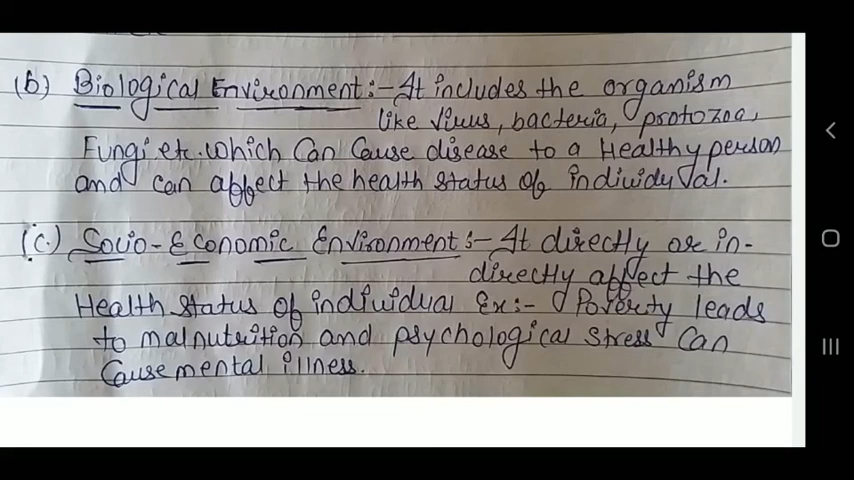 (b) Biological Environment:- It includes the organism
like virus, bacteria, protozoa,
Fungi etc. which Can Cause disease to a Healthy person
and can affect the health status of individual.
(c.) Socio-Economic Environment:- It directly or in-
directly affect the
Health status of individual Ex:- Poverty leads
to malnutrition and psychological stress Can
Cause mental illness.